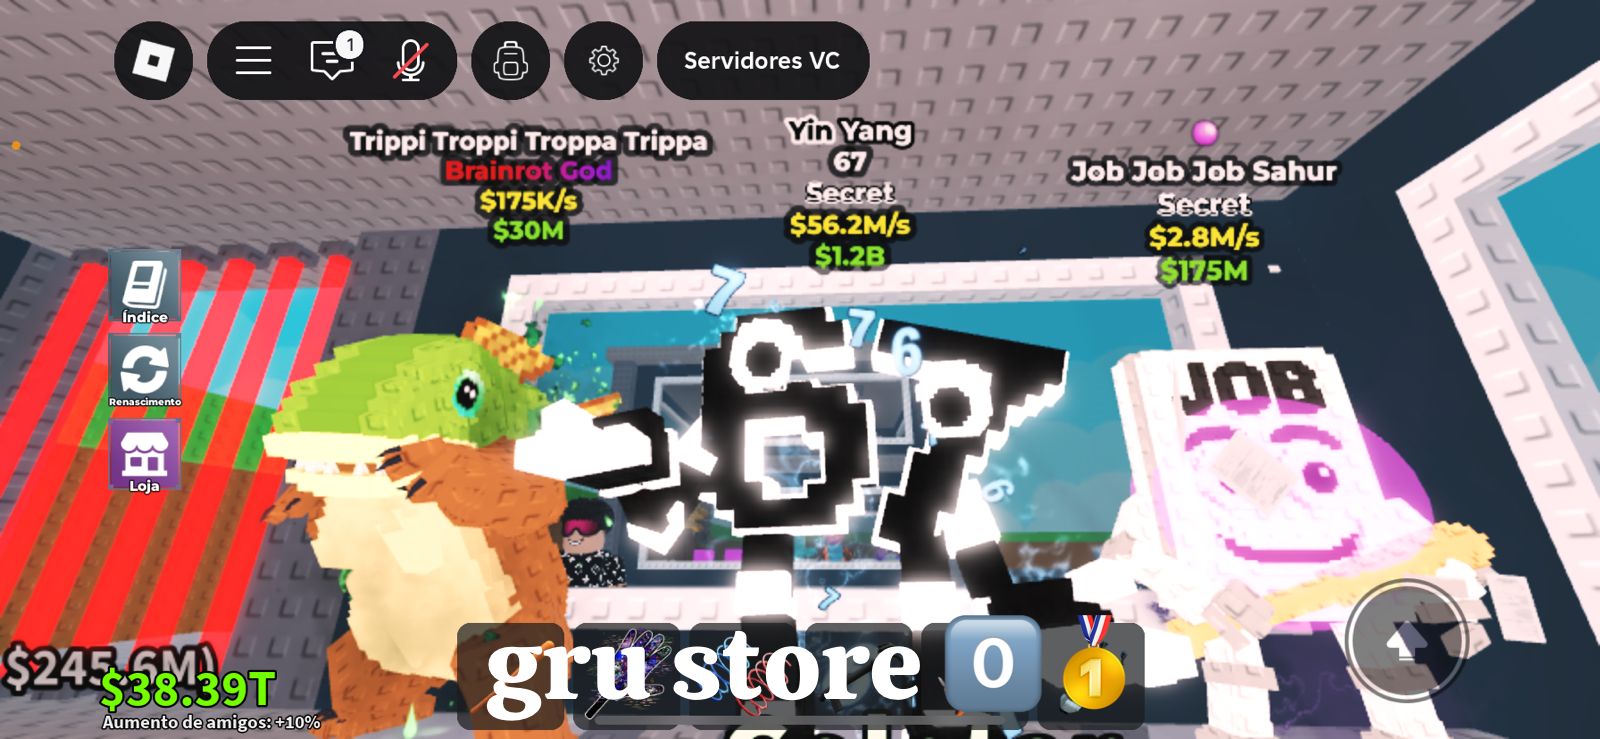 1
Servidores VC
Trippi Troppi Troppa Trippa
Brainrot God
$175K/s
$30M
Yin Yang
67
Secret
$56.2M/s
$1.2B
Job Job Job Sahur
Secret
$2.8M/s
$175M
7
7
6
67
6
7
JOB
Índice
Renascimento
Loja
$245.6M)
$38.39T
Aumento de amigos: +10%
gru store 0 1